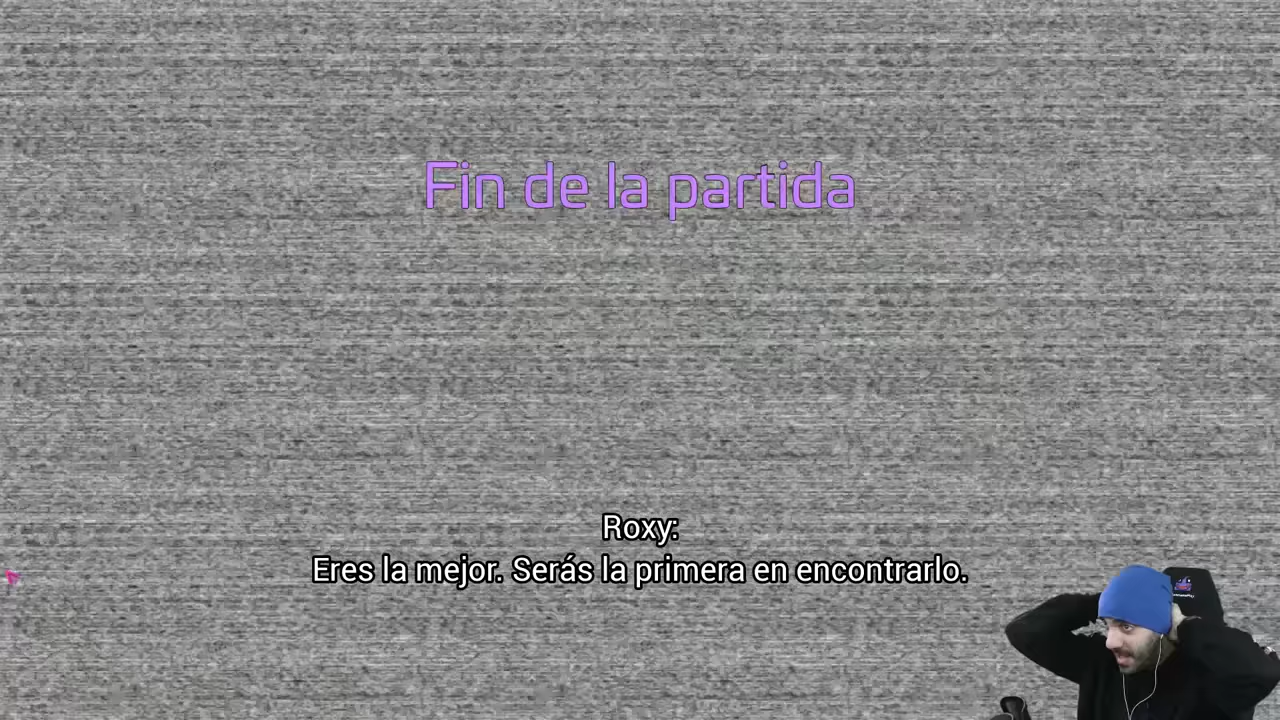 Fin de la partida
Roxy:
Eres la mejor. Serás la primera en encontrarlo.